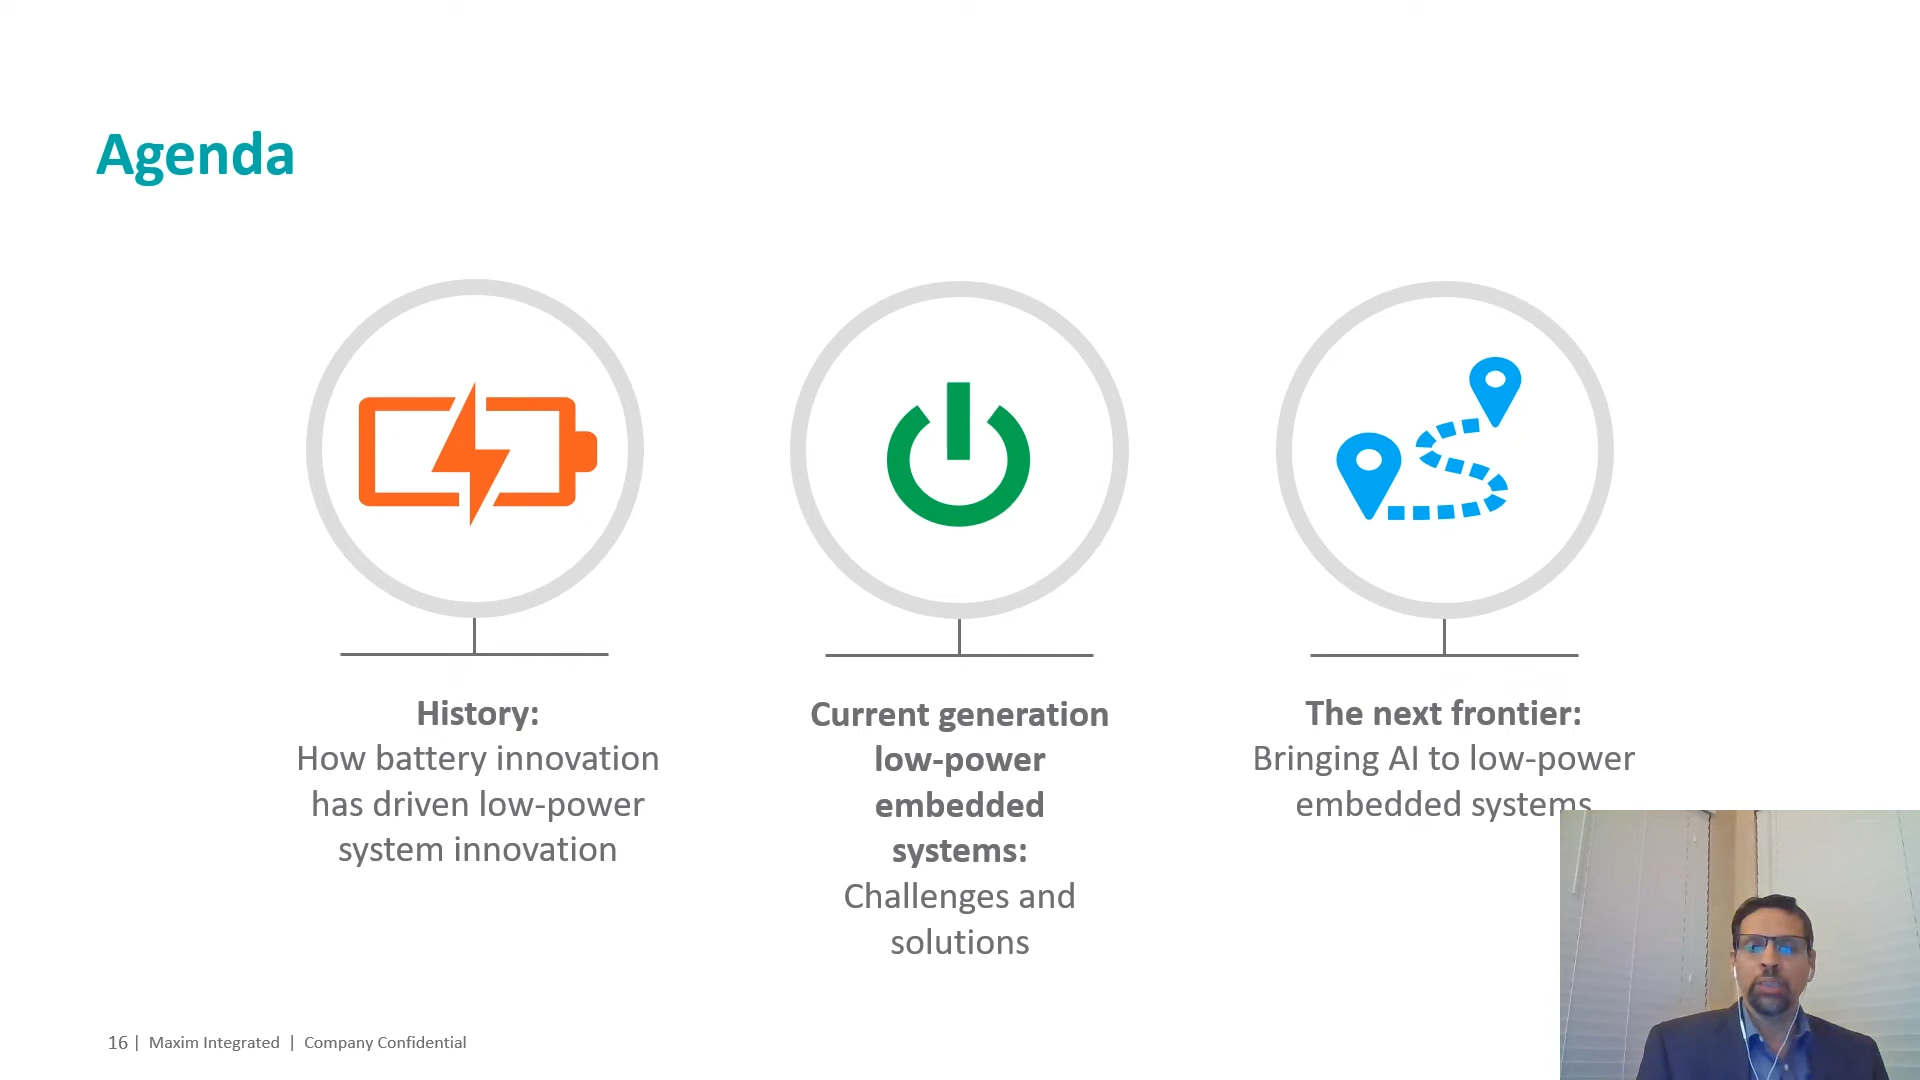 Agenda
History:
How battery innovation
has driven low-power
system innovation
Current generation
low-power
embedded
systems:
Challenges and
solutions
The next frontier:
Bringing AI to low-power
embedded systems
16 | Maxim Integrated | Company Confidential